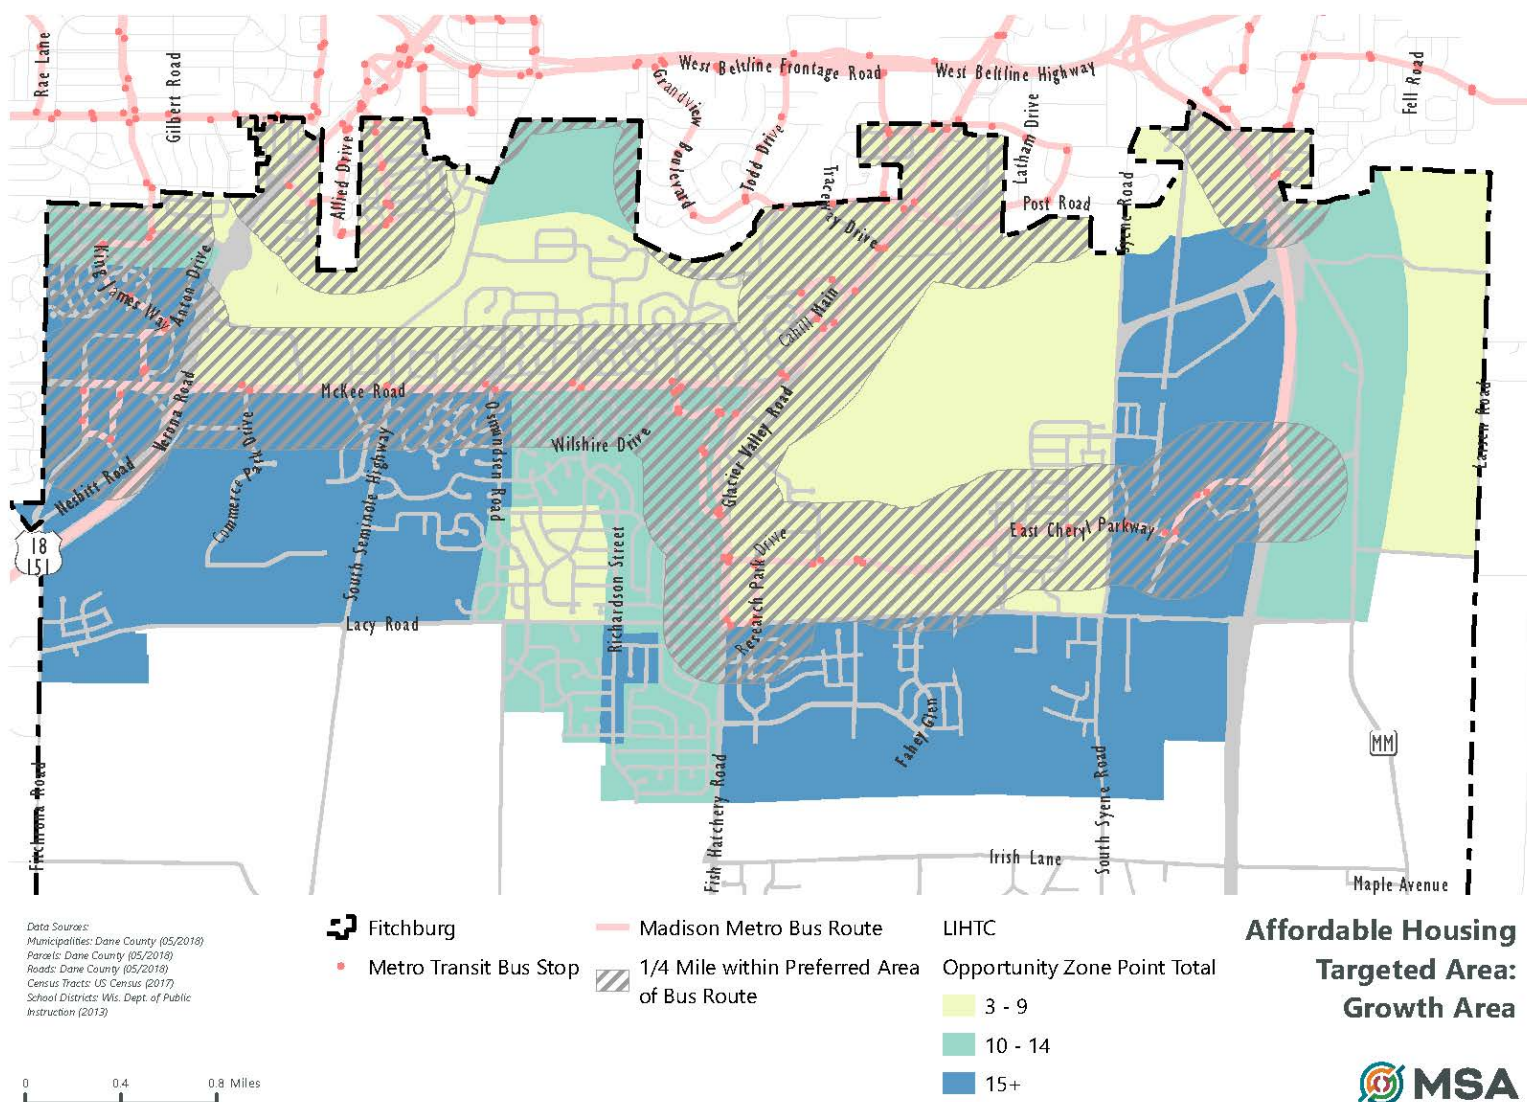 Rae Lane
Gilbert Road
West Beltline Frontage Road
West Beltline Highway
Fell Road
Grandview Boulevard
Todd Drive
Allied Drive
Traceway Drive
Latham Drive
Post Road
Syene Road
King James Way
Anton Drive
Cahill Main
McKee Road
Verona Road
Nesbitt Road
Commerce Park Drive
South Seminole Highway
Osmundsen Road
Wilshire Drive
Glacier Valley Road
Larsen Road
18
151
Richardson Street
Research Park Drive
East Cheryl Parkway
Lacy Road
Fahey Glen
MM
Fitchrona Road
Fish Hatchery Road
South Syene Road
Irish Lane
Maple Avenue
Data Sources:
Municipalities: Dane County (05/2018)
Parcels: Dane County (05/2018)
Roads: Dane County (05/2018)
Census Tracts: US Census (2017)
School Districts: Wis. Dept. of Public
Instruction (2013)
0 0.4 0.8 Miles
Fitchburg
Metro Transit Bus Stop
Madison Metro Bus Route
1/4 Mile within Preferred Area
of Bus Route
LIHTC
Opportunity Zone Point Total
3 - 9
10 - 14
15+
Affordable Housing
Targeted Area:
Growth Area
MSA